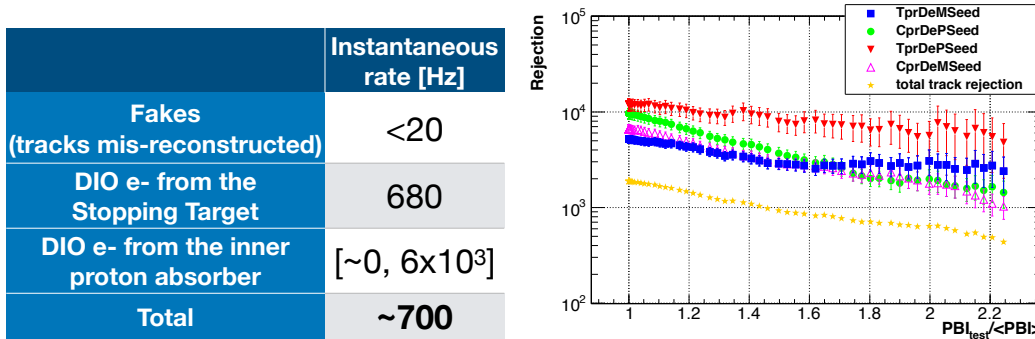 Instantaneous
rate [Hz]
Fakes
(tracks mis-reconstructed)
<20
DIO e- from the
Stopping Target
680
DIO e- from the inner
proton absorber
[~0, 6x10³]
Total
~700
Rejection
10⁵
10⁴
10³
10²
TprDeMSeed
CprDePSeed
TprDePSeed
CprDeMSeed
total track rejection
1 1.2 1.4 1.6 1.8 2 2.2
PBI_test/<PBI>